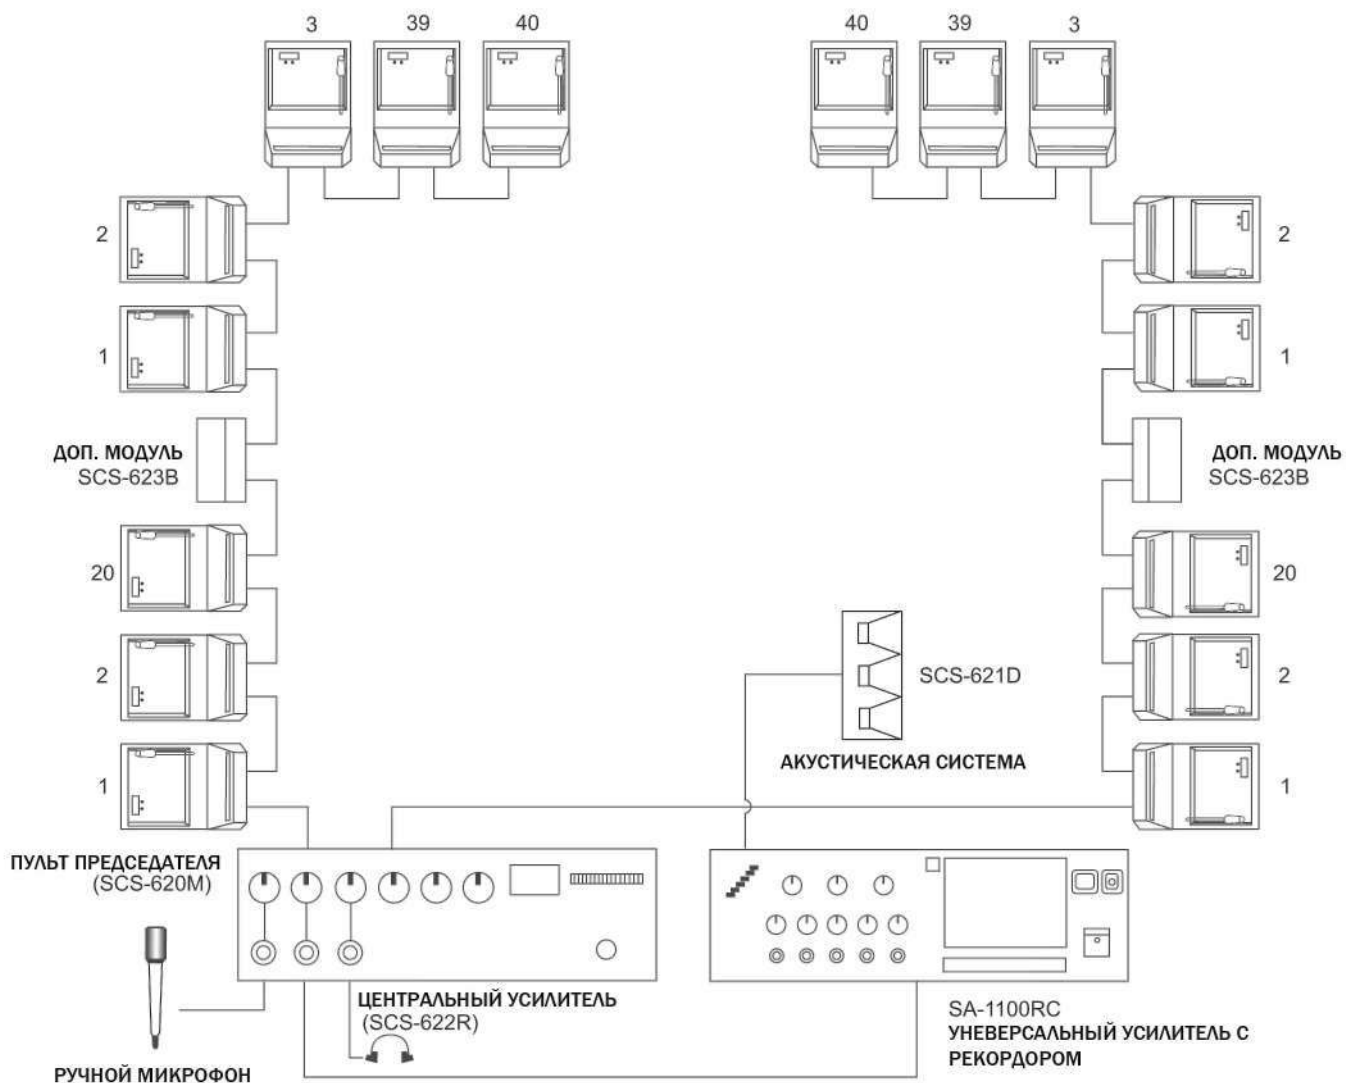 3 39 40
40 39 3
2
2
1
1
ДОП. МОДУЛЬ
SCS-623B
ДОП. МОДУЛЬ
SCS-623B
20
20
2
SCS-621D
2
АКУСТИЧЕСКАЯ СИСТЕМА
1
1
ПУЛЬТ ПРЕДСЕДАТЕЛЯ
(SCS-620M)
ЦЕНТРАЛЬНЫЙ УСИЛИТЕЛЬ
(SCS-622R)
SA-1100RC
УНЕВЕРСАЛЬНЫЙ УСИЛИТЕЛЬ С
РЕКОРДОРОМ
РУЧНОЙ МИКРОФОН